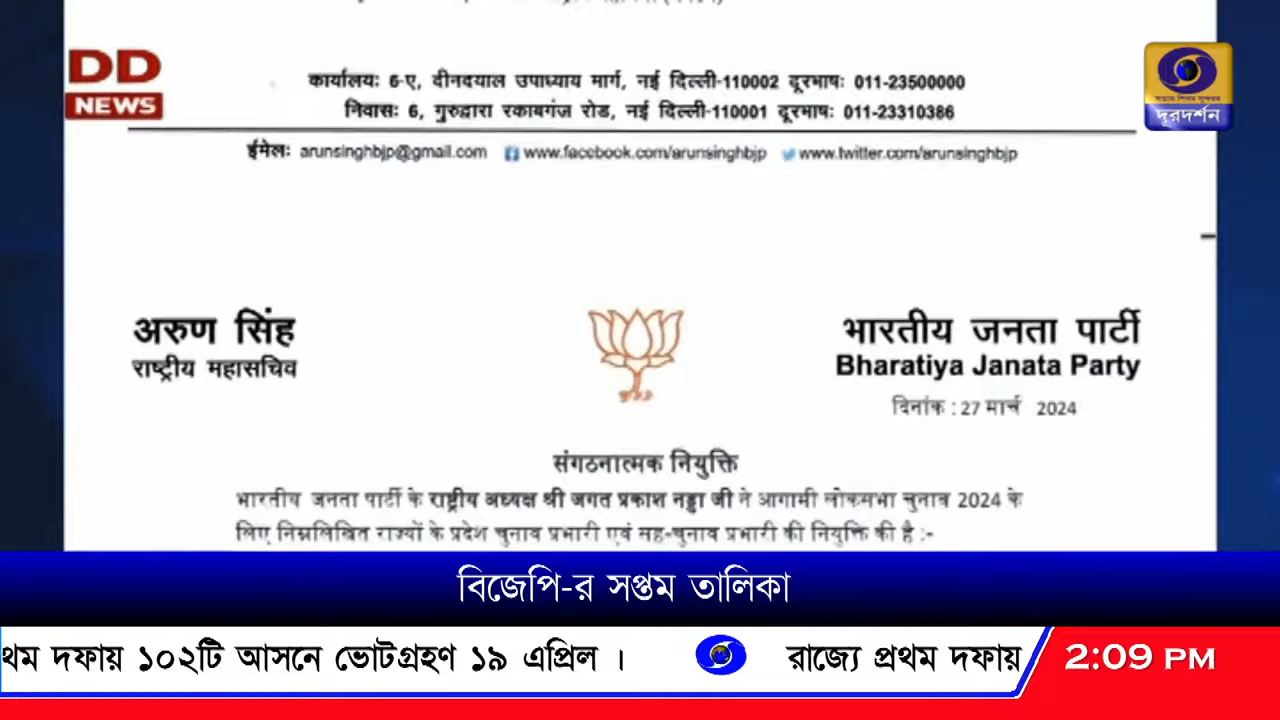 DD
NEWS
कार्यालय: 6-ए, दीनदयाल उपाध्याय मार्ग, नई दिल्ली-110002 दूरभाष: 011-23500000
निवास: 6, गुरुद्वारा रकाबगंज रोड, नई दिल्ली-110001 दूरभाष: 011-23310386
ईमेल: arunsinghbjp@gmail.com www.facebook.com/arunsinghbjp www.twitter.com/arunsinghbjp
দূরদর্শন
अरुण सिंह
राष्ट्रीय महासचिव
भारतीय जनता पार्टी
Bharatiya Janata Party
दिनांक : 27 मार्च 2024
संगठनात्मक नियुक्ति
भारतीय जनता पार्टी के राष्ट्रीय अध्यक्ष श्री जगत प्रकाश नड्डा जी ने आगामी लोकसभा चुनाव 2024 के
लिए निम्नलिखित राज्यों के प्रदेश चुनाव प्रभारी एवं सह-चुनाव प्रभारी की नियुक्ति की है :-
বিজেপি-র সপ্তম তালিকা
থম দফায় ১০২টি আসনে ভোটগ্রহণ ১৯ এপ্রিল । রাজ্যে প্রথম দফায়
2:09 PM